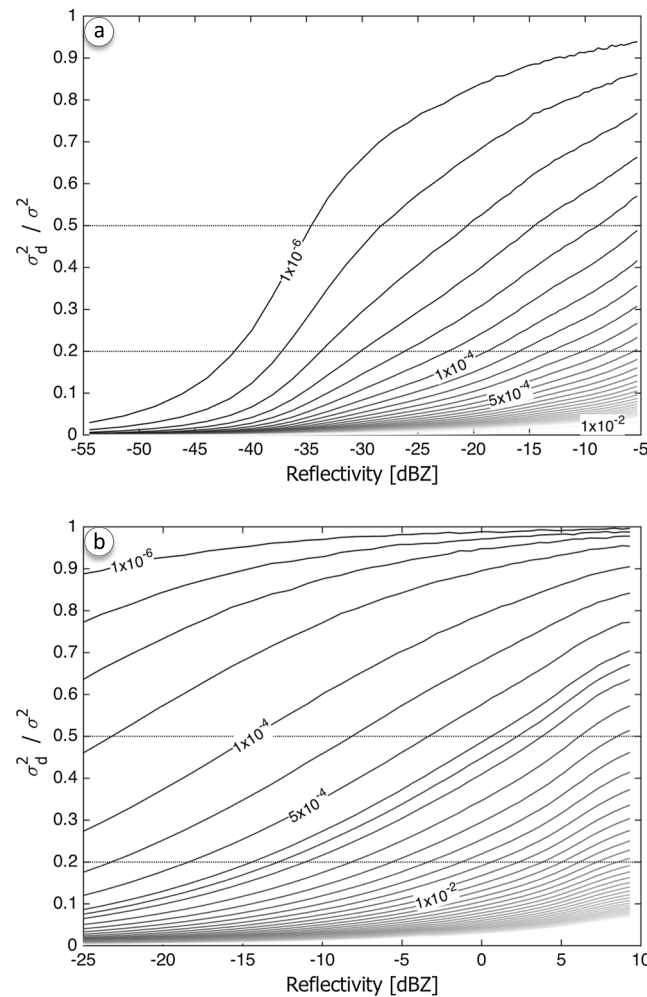 a
1
0.9
0.8
0.7
0.6
0.5
0.4
0.3
0.2
0.1
0
σ²d / σ²
1x10⁻⁶
1x10⁻⁴
5x10⁻⁴
1x10⁻²
-55 -50 -45 -40 -35 -30 -25 -20 -15 -10 -5
Reflectivity [dBZ]
b
1
0.9
0.8
0.7
0.6
0.5
0.4
0.3
0.2
0.1
0
σ²d / σ²
1x10⁻⁶
1x10⁻⁴
5x10⁻⁴
1x10⁻²
-25 -20 -15 -10 -5 0 5 10
Reflectivity [dBZ]